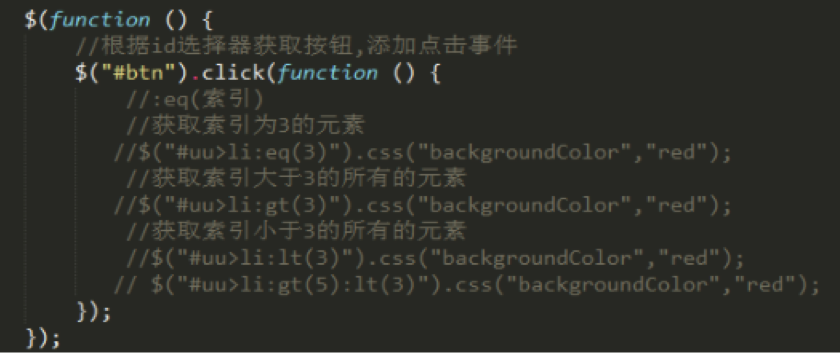 $(function () {
//根据id选择器获取按钮,添加点击事件
$("#btn").click(function () {
//:eq(索引)
//获取索引为3的元素
//$("#uu>li:eq(3)").css("backgroundColor","red");
//获取索引大于3的所有的元素
//$("#uu>li:gt(3)").css("backgroundColor","red");
//获取索引小于3的所有的元素
//$("#uu>li:lt(3)").css("backgroundColor","red");
// $("#uu>li:gt(5):lt(3)").css("backgroundColor","red");
});
});